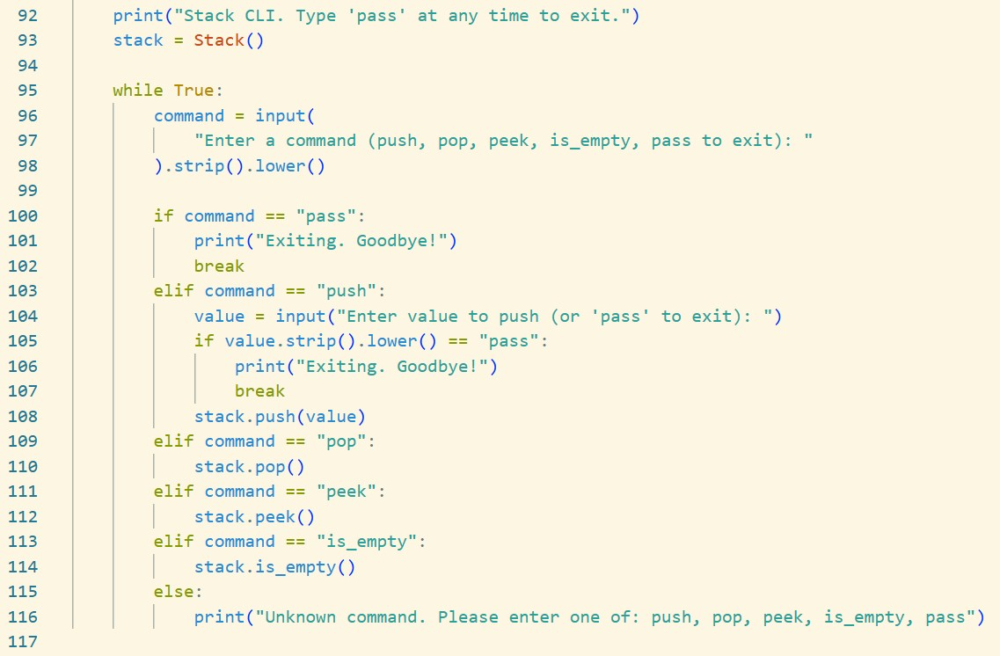 92 print("Stack CLI. Type 'pass' at any time to exit.")
93 stack = Stack()
94
95 while True:
96 command = input(
97 "Enter a command (push, pop, peek, is_empty, pass to exit): "
98 ).strip().lower()
99
100 if command == "pass":
101 print("Exiting. Goodbye!")
102 break
103 elif command == "push":
104 value = input("Enter value to push (or 'pass' to exit): ")
105 if value.strip().lower() == "pass":
106 print("Exiting. Goodbye!")
107 break
108 stack.push(value)
109 elif command == "pop":
110 stack.pop()
111 elif command == "peek":
112 stack.peek()
113 elif command == "is_empty":
114 stack.is_empty()
115 else:
116 print("Unknown command. Please enter one of: push, pop, peek, is_empty, pass")
117